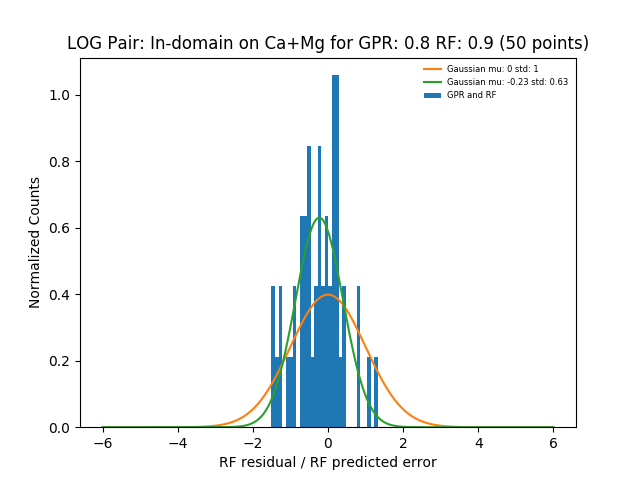 LOG Pair: In-domain on Ca+Mg for GPR: 0.8 RF: 0.9 (50 points)
Gaussian mu: 0 std: 1
Gaussian mu: -0.23 std: 0.63
GPR and RF
Normalized Counts
1.0
0.8
0.6
0.4
0.2
0.0
−6 −4 −2 0 2 4 6
RF residual / RF predicted error